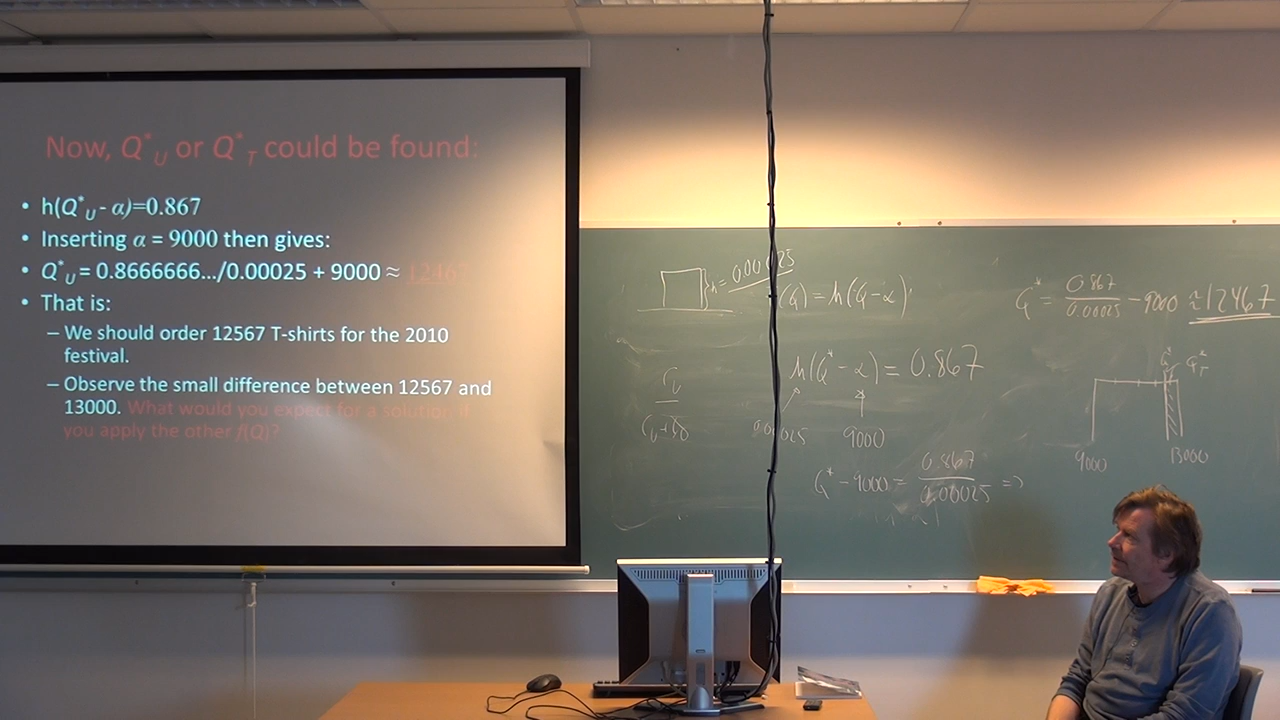 Now, Q*U or Q*T could be found:
• h(Q*U - α)=0.867
• Inserting α = 9000 then gives:
• Q*U = 0.8666666.../0.00025 + 9000 ≈ 12467
• That is:
– We should order 12567 T-shirts for the 2010
festival.
– Observe the small difference between 12567 and
13000. What would you expect for a solution if
you apply the other f(Q)?
h = 0.00025
(Q) = h(Q-α)
Q* = 0.867/0.00025 - 9000 ≈ 12467
h(Q* - α) = 0.867
0.00025
9000
Q* - 9000 = 0.867/0.00025 =>
9000
13000